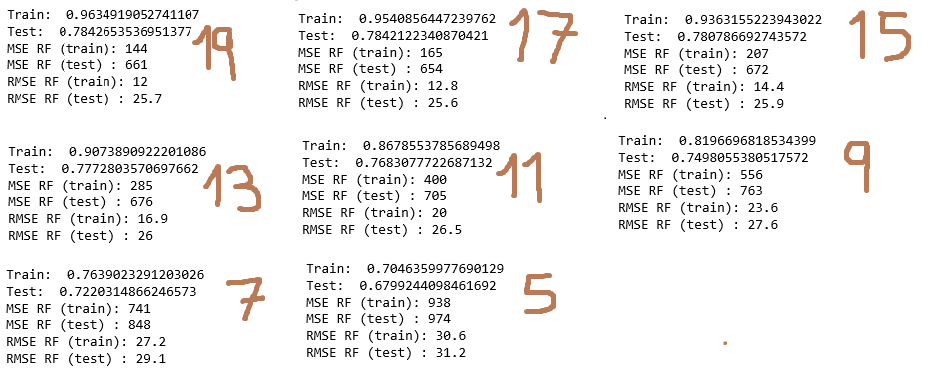 Train:  0.9634919052741107
Test:  0.7842653536951377
MSE RF (train): 144
MSE RF (test) : 661
RMSE RF (train): 12
RMSE RF (test) : 25.7
19
Train:  0.9540856447239762
Test:  0.7842122340870421
MSE RF (train): 165
MSE RF (test) : 654
RMSE RF (train): 12.8
RMSE RF (test) : 25.6
17
Train:  0.9363155223943022
Test:  0.780786692743572
MSE RF (train): 207
MSE RF (test) : 672
RMSE RF (train): 14.4
RMSE RF (test) : 25.9
15
Train:  0.9073890922201086
Test:  0.7772803570697662
MSE RF (train): 285
MSE RF (test) : 676
RMSE RF (train): 16.9
RMSE RF (test) : 26
13
Train:  0.8678553785689498
Test:  0.7683077722687132
MSE RF (train): 400
MSE RF (test) : 705
RMSE RF (train): 20
RMSE RF (test) : 26.5
11
Train:  0.8196696818534399
Test:  0.7498055380517572
MSE RF (train): 556
MSE RF (test) : 763
RMSE RF (train): 23.6
RMSE RF (test) : 27.6
9
Train:  0.7639023291203026
Test:  0.7220314866246573
MSE RF (train): 741
MSE RF (test) : 848
RMSE RF (train): 27.2
RMSE RF (test) : 29.1
7
Train:  0.7046359977690129
Test:  0.6799244098461692
MSE RF (train): 938
MSE RF (test) : 974
RMSE RF (train): 30.6
RMSE RF (test) : 31.2
5